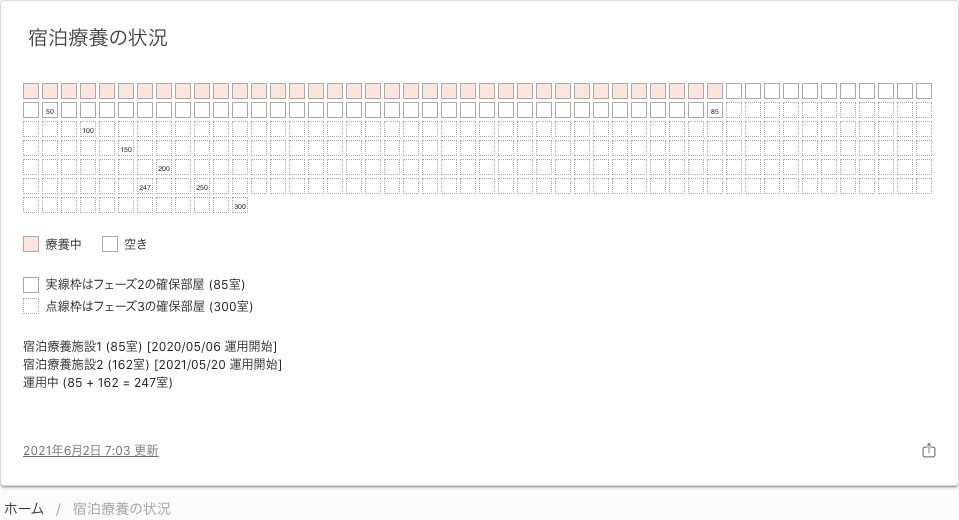 宿泊療養の状況
50
85
100
150
200
247 250
300
療養中 空き
実線枠はフェーズ2の確保部屋 (85室)
点線枠はフェーズ3の確保部屋 (300室)
宿泊療養施設1 (85室) [2020/05/06 運用開始]
宿泊療養施設2 (162室) [2021/05/20 運用開始]
運用中 (85 + 162 = 247室)
2021年6月2日 7:03 更新
ホーム / 宿泊療養の状況